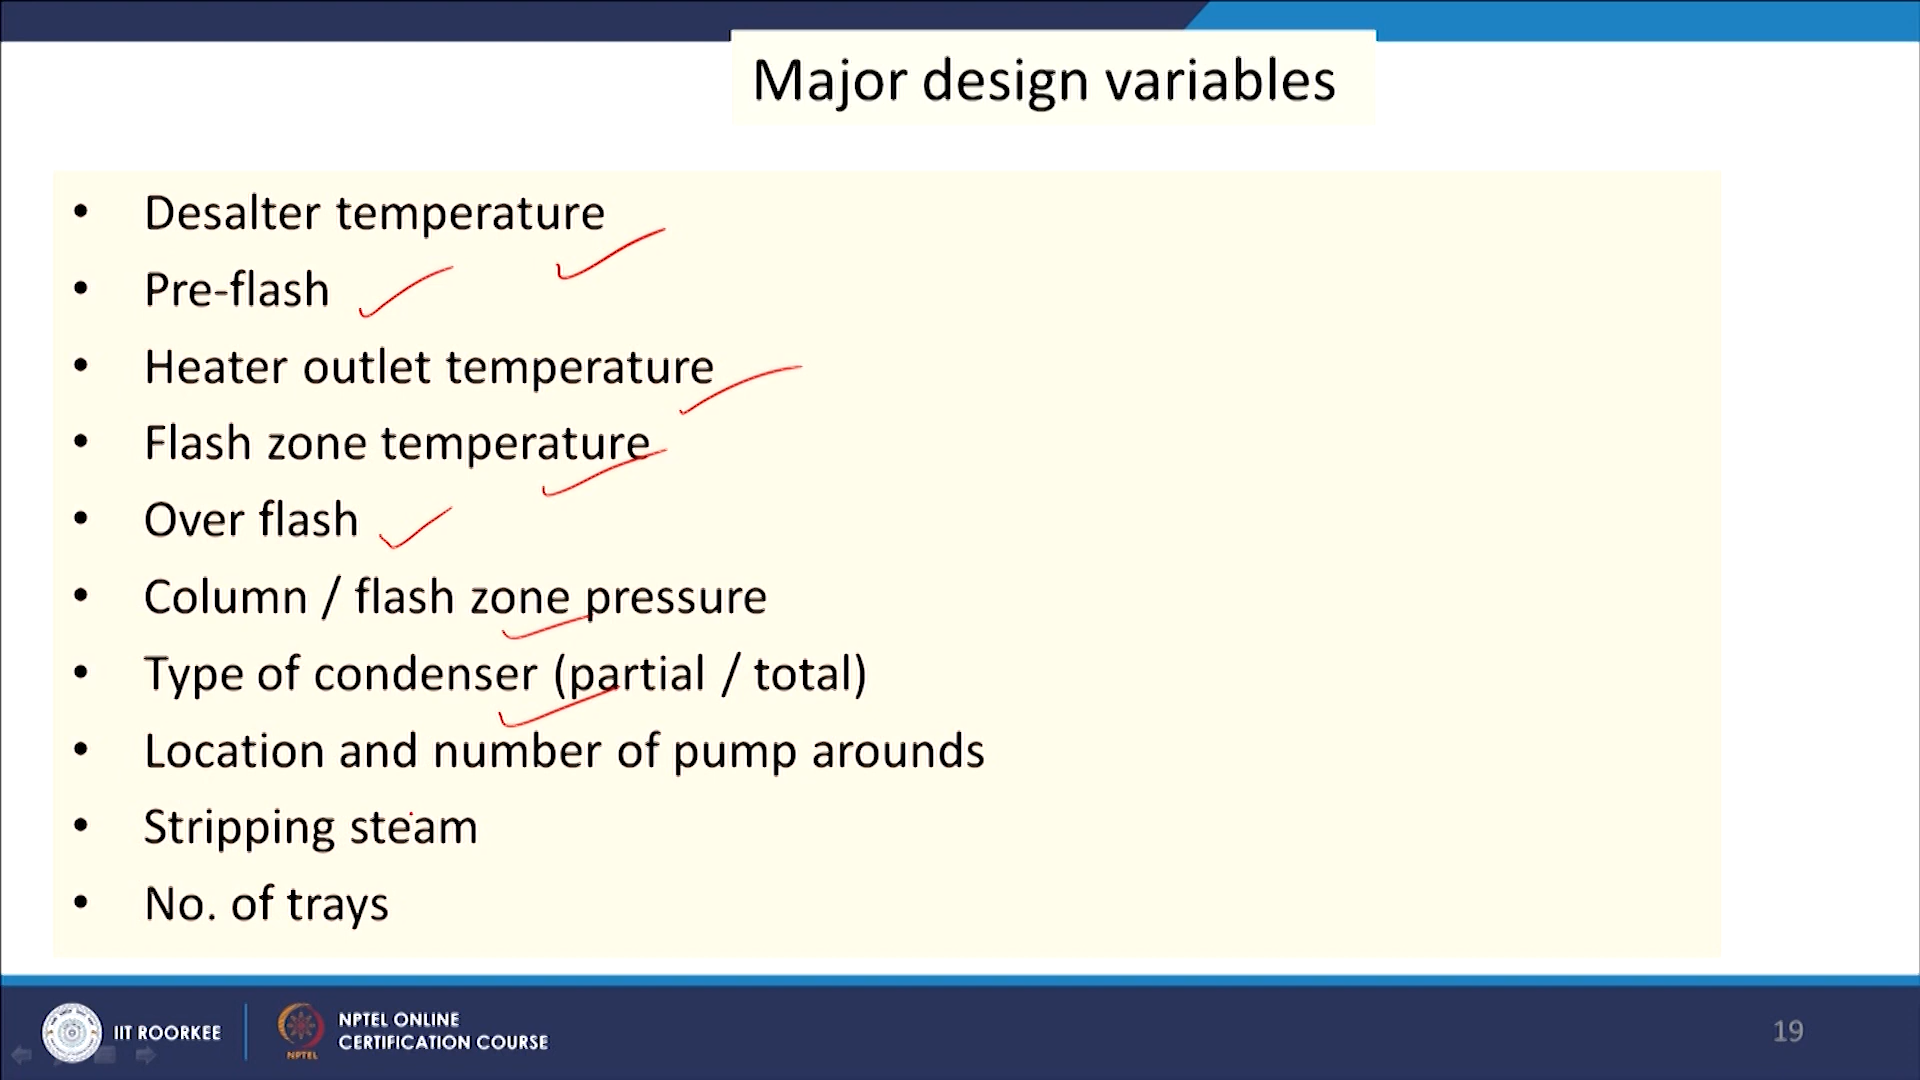 Major design variables
• Desalter temperature
• Pre-flash
• Heater outlet temperature
• Flash zone temperature
• Over flash
• Column / flash zone pressure
• Type of condenser (partial / total)
• Location and number of pump arounds
• Stripping steam
• No. of trays
IIT ROORKEE
NPTEL
NPTEL ONLINE
CERTIFICATION COURSE
19